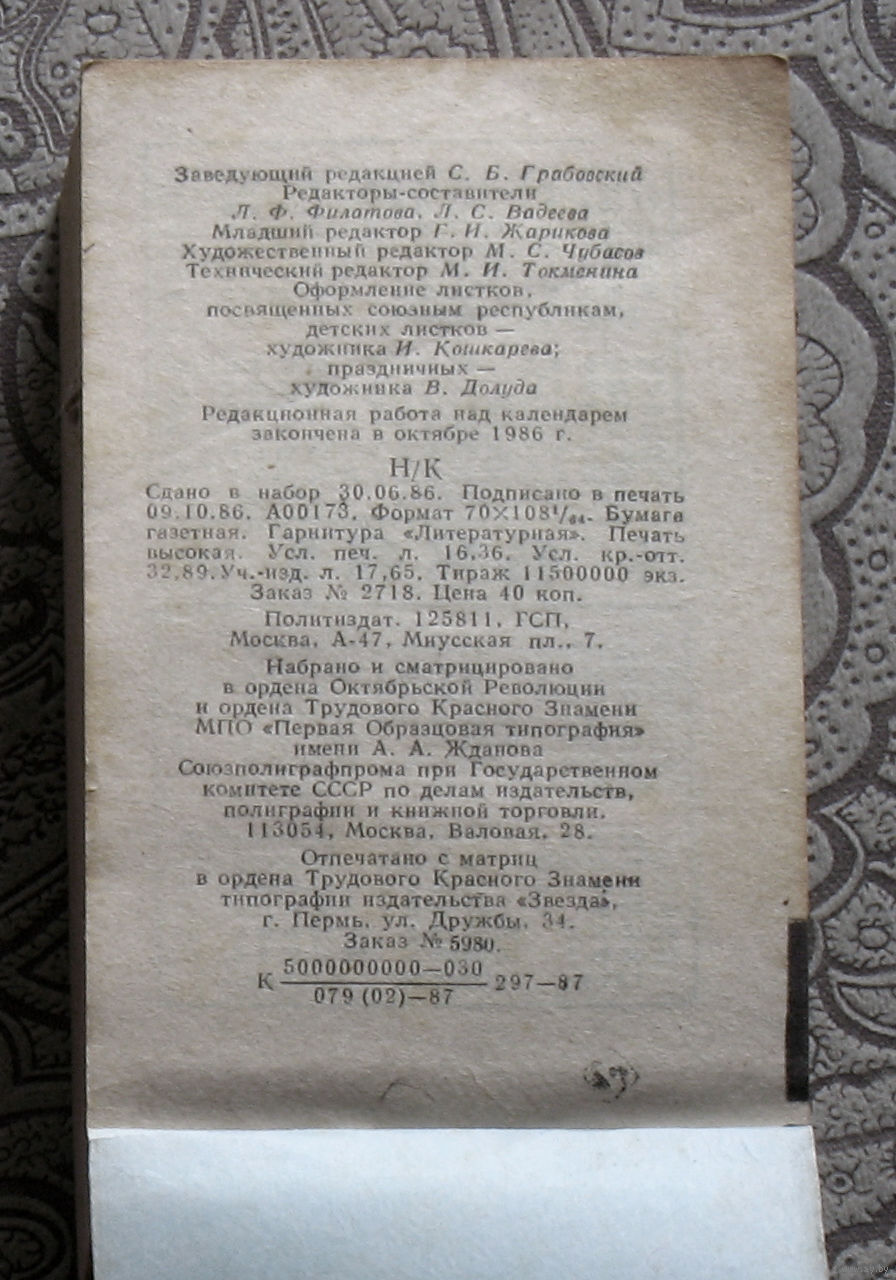 Заведующий редакцией С. Б. Грабовский
Редакторы-составители
Л. Ф. Филатова, Л. С. Вадеева
Младший редактор Г. И. Жарикова
Художественный редактор М. С. Чубасов
Технический редактор М. И. Токменина
Оформление листков,
посвященных союзным республикам,
детских листков —
художника И. Кошкарева;
праздничных —
художника В. Долуда
Редакционная работа над календарем
закончена в октябре 1986 г.
Н/К
Сдано в набор 30.06.86. Подписано в печать
09.10.86. А00173. Формат 70×108¹/₆₄. Бумага
газетная. Гарнитура «Литературная». Печать
высокая. Усл. печ. л. 16,36. Усл. кр.-отт.
32,89. Уч.-изд. л. 17,65. Тираж 11500000 экз.
Заказ № 2718. Цена 40 коп.
Политиздат. 125811, ГСП,
Москва, А-47, Миусская пл., 7.
Набрано и сматрицировано
в ордена Октябрьской Революции
и ордена Трудового Красного Знамени
МПО «Первая Образцовая типография»
имени А. А. Жданова
Союзполиграфпрома при Государственном
комитете СССР по делам издательств,
полиграфии и книжной торговли.
113054, Москва, Валовая, 28.
Отпечатано с матриц
в ордена Трудового Красного Знамени
типографии издательства «Звезда»,
г. Пермь, ул. Дружбы, 34.
Заказ № 5980.
К 5000000000—030 297—87
079 (02)—87